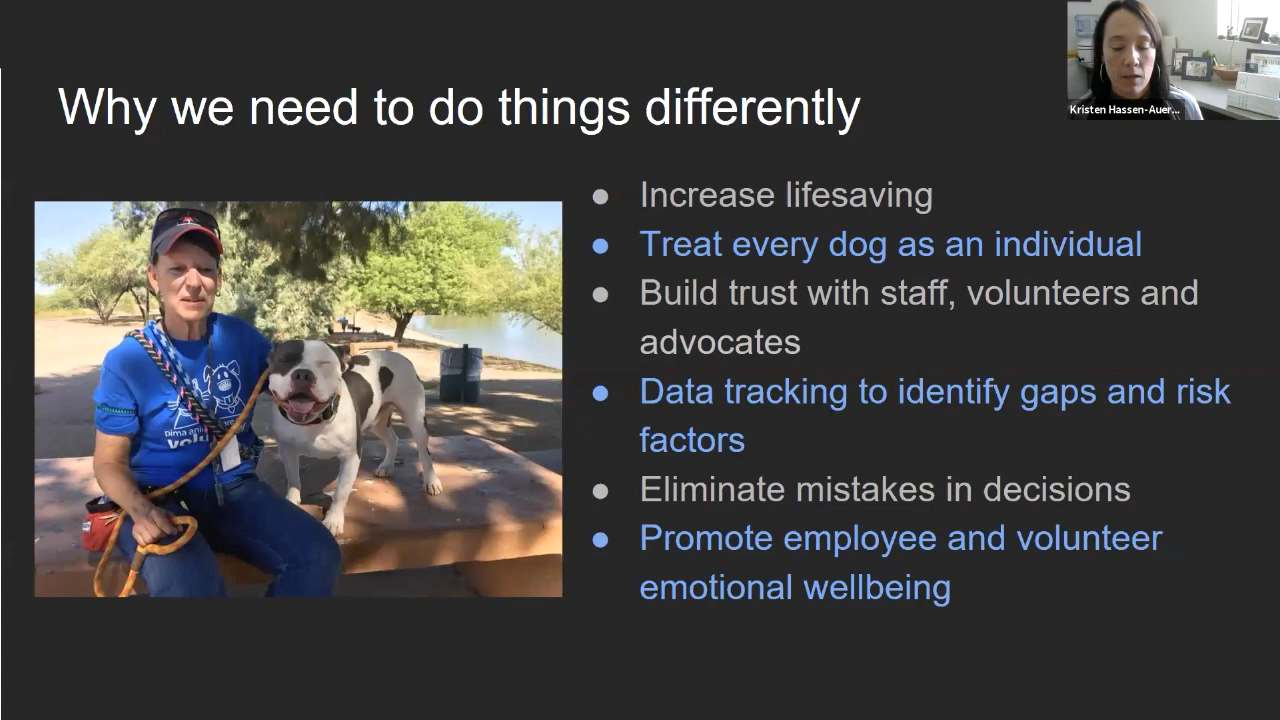 Kristen Hassen-Auer...
Why we need to do things differently
● Increase lifesaving
● Treat every dog as an individual
● Build trust with staff, volunteers and
advocates
● Data tracking to identify gaps and risk
factors
● Eliminate mistakes in decisions
● Promote employee and volunteer
emotional wellbeing